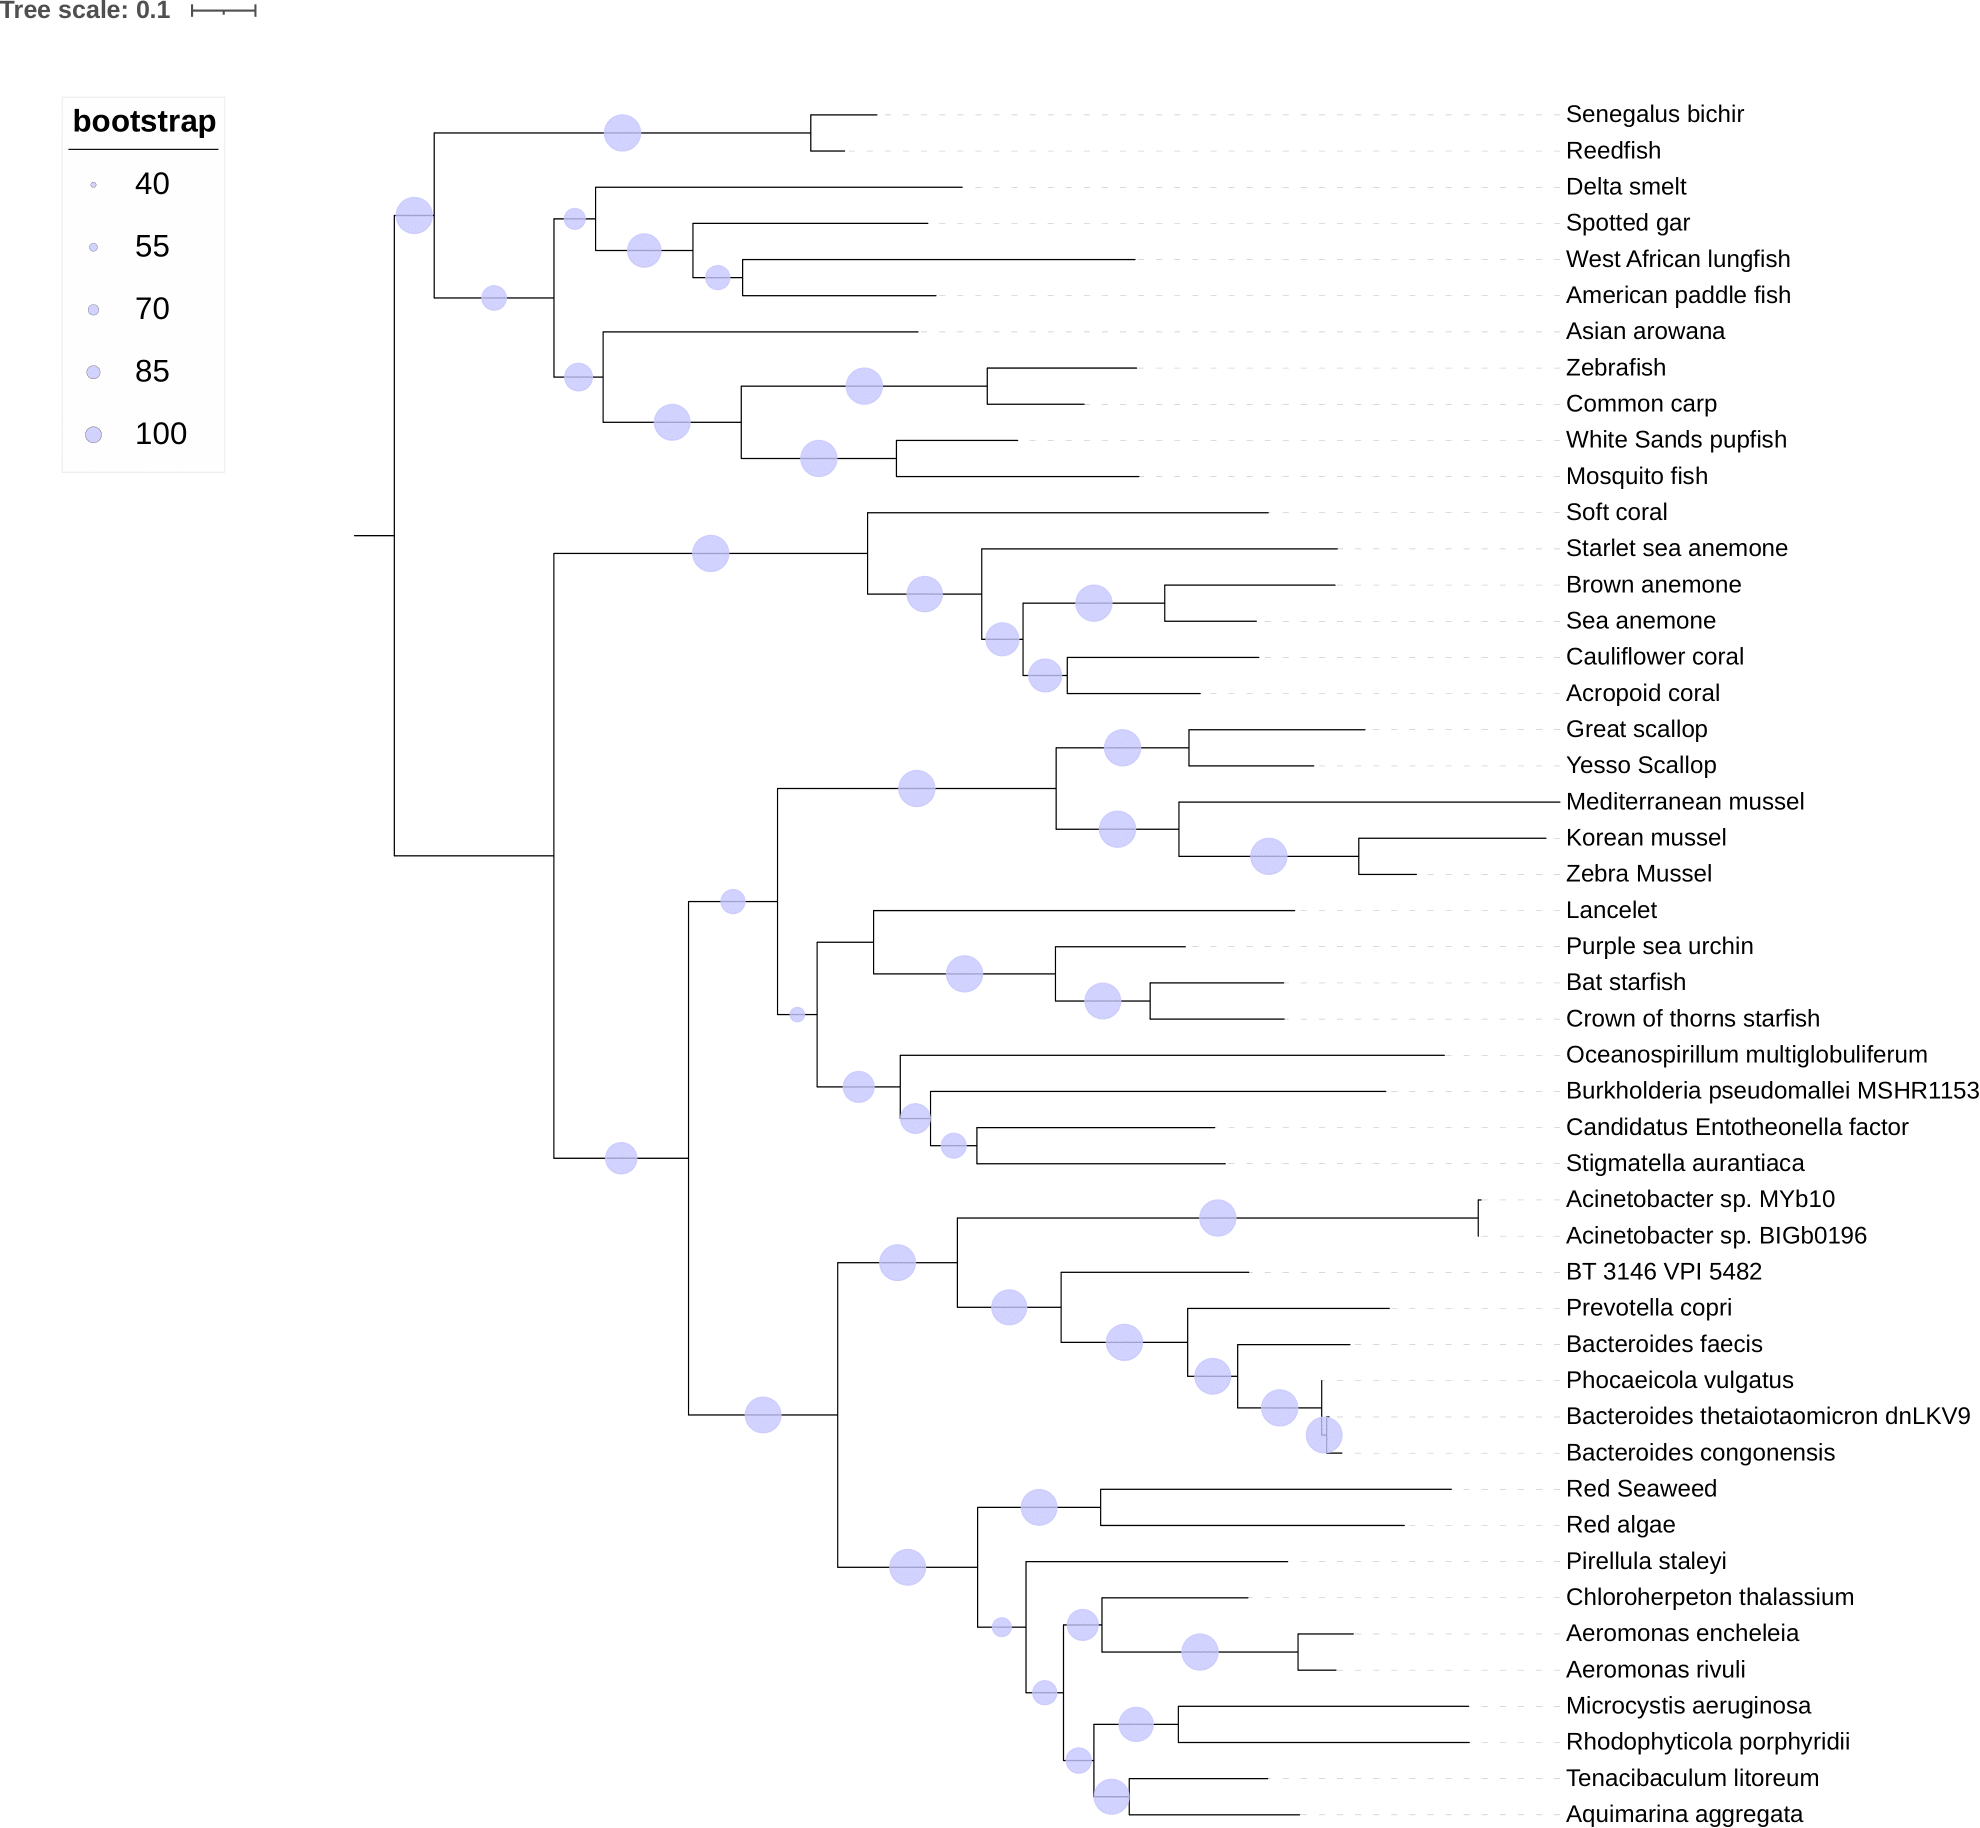 Tree scale: 0.1
bootstrap
40
55
70
85
100
Senegalus bichir
Reedfish
Delta smelt
Spotted gar
West African lungfish
American paddle fish
Asian arowana
Zebrafish
Common carp
White Sands pupfish
Mosquito fish
Soft coral
Starlet sea anemone
Brown anemone
Sea anemone
Cauliflower coral
Acropoid coral
Great scallop
Yesso Scallop
Mediterranean mussel
Korean mussel
Zebra Mussel
Lancelet
Purple sea urchin
Bat starfish
Crown of thorns starfish
Oceanospirillum multiglobuliferum
Burkholderia pseudomallei MSHR1153
Candidatus Entotheonella factor
Stigmatella aurantiaca
Acinetobacter sp. MYb10
Acinetobacter sp. BIGb0196
BT 3146 VPI 5482
Prevotella copri
Bacteroides faecis
Phocaeicola vulgatus
Bacteroides thetaiotaomicron dnLKV9
Bacteroides congonensis
Red Seaweed
Red algae
Pirellula staleyi
Chloroherpeton thalassium
Aeromonas encheleia
Aeromonas rivuli
Microcystis aeruginosa
Rhodophyticola porphyridii
Tenacibaculum litoreum
Aquimarina aggregata